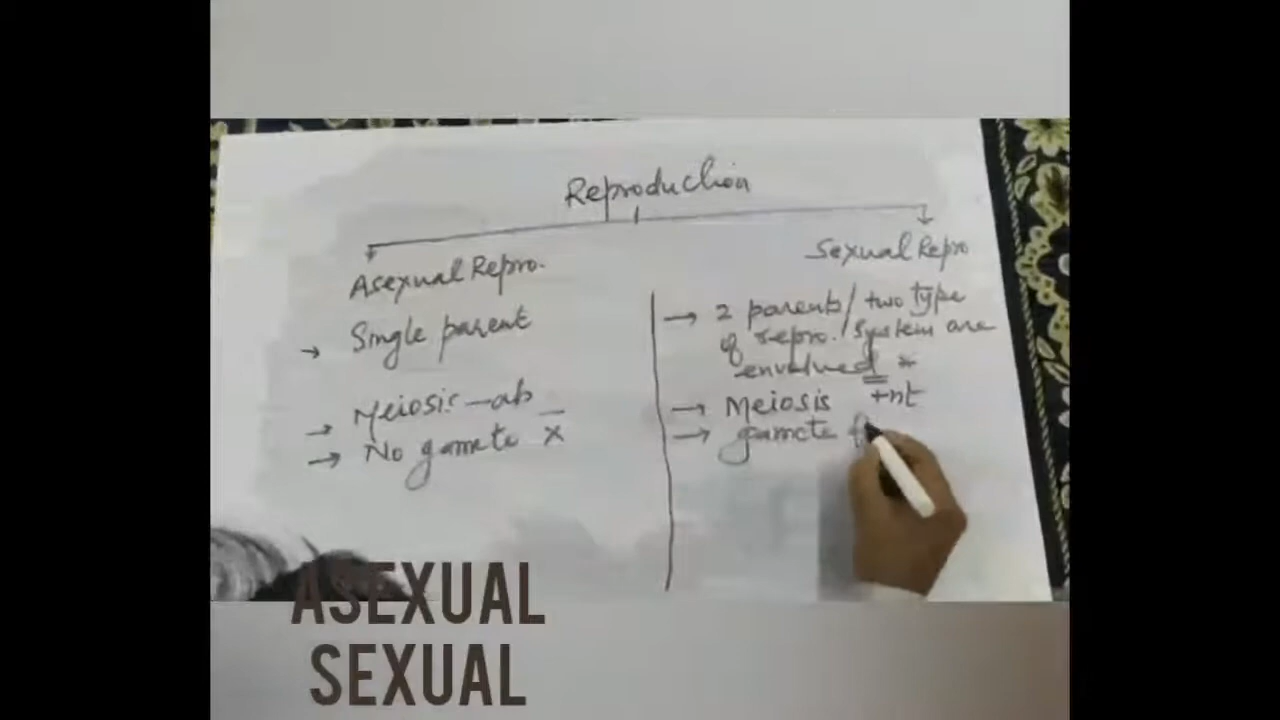 Reproduction
Asexual Repro.
→ Single parent
→ Meiosis - ab
→ No gamete x
Sexual Repro
→ 2 parents / two type
of repro. / system are
envolved
→ Meiosis +nt
→ gamete f
ASEXUAL
SEXUAL